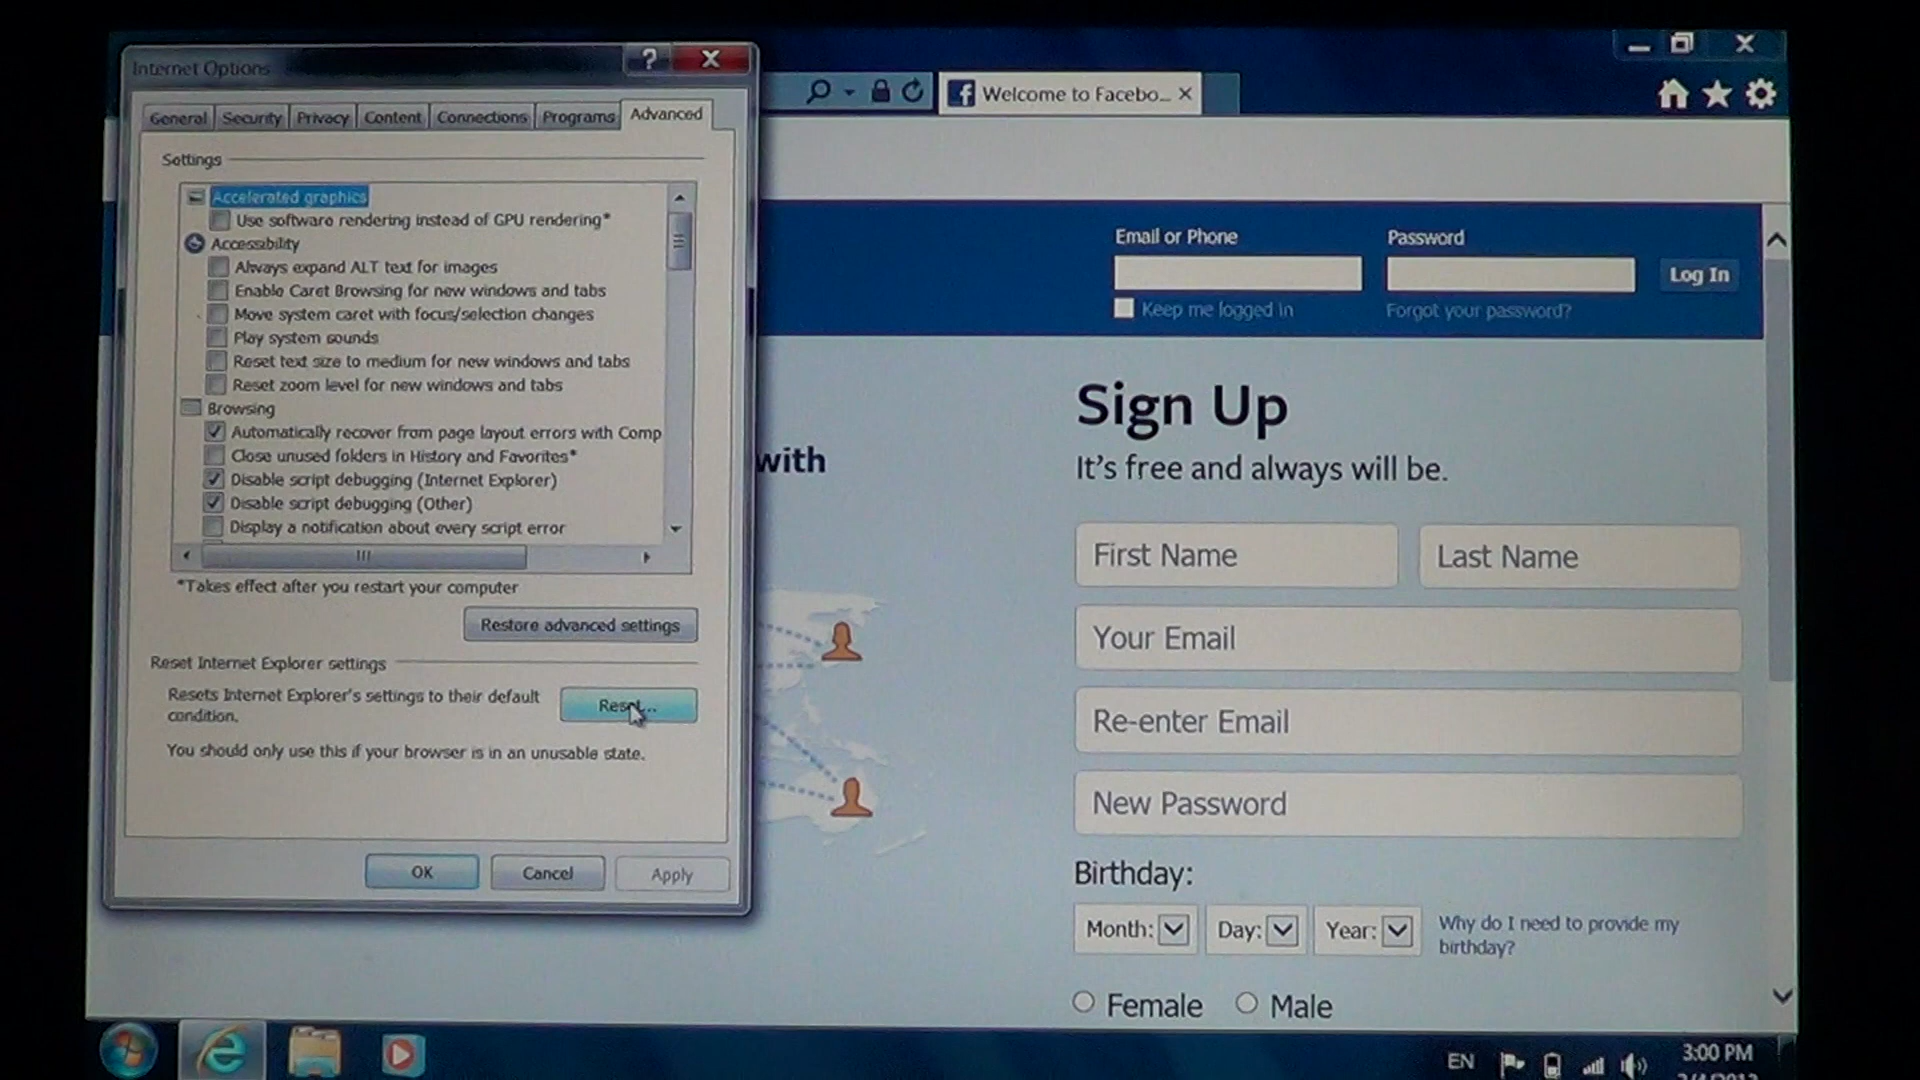 Internet Options
?
General Security Privacy Content Connections Programs Advanced
Settings
Accelerated graphics
Use software rendering instead of GPU rendering*
Accessibility
Always expand ALT text for images
Enable Caret Browsing for new windows and tabs
Move system caret with focus/selection changes
Play system sounds
Reset text size to medium for new windows and tabs
Reset zoom level for new windows and tabs
Browsing
Automatically recover from page layout errors with Comp
Close unused folders in History and Favorites*
Disable script debugging (Internet Explorer)
Disable script debugging (Other)
Display a notification about every script error
*Takes effect after you restart your computer
Restore advanced settings
Reset Internet Explorer settings
Resets Internet Explorer's settings to their default
condition.
Reset...
You should only use this if your browser is in an unusable state.
OK Cancel Apply
Welcome to Facebo...
Email or Phone Password
Log In
Keep me logged in Forgot your password?
with
Sign Up
It's free and always will be.
First Name Last Name
Your Email
Re-enter Email
New Password
Birthday:
Month: Day: Year:
Why do I need to provide my
birthday?
Female Male
EN
3:00 PM